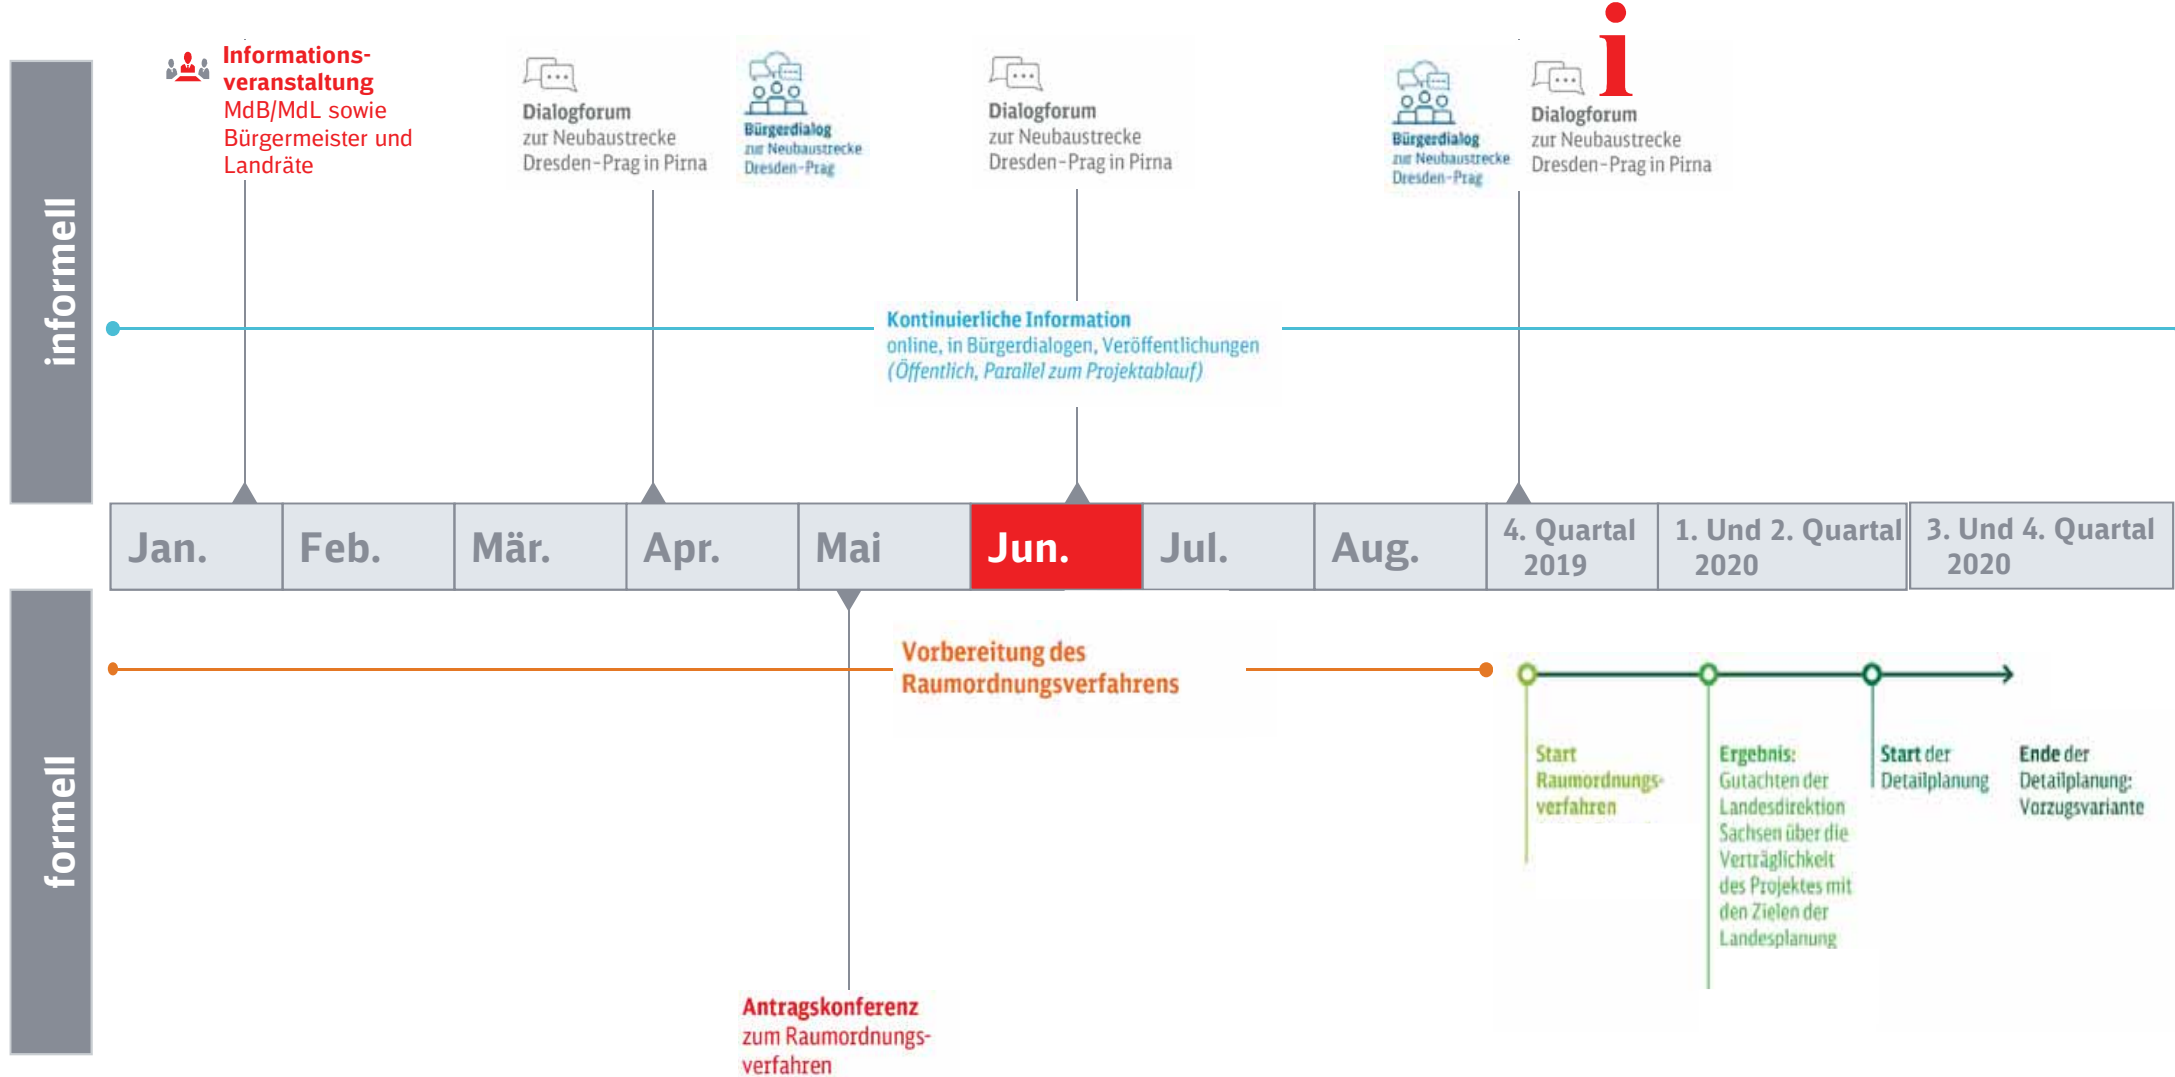 informell
Informations-
veranstaltung
MdB/MdL sowie
Bürgermeister und
Landräte
Dialogforum
zur Neubaustrecke
Dresden-Prag in Pirna
Bürgerdialog
zur Neubaustrecke
Dresden-Prag
Dialogforum
zur Neubaustrecke
Dresden-Prag in Pirna
Bürgerdialog
zur Neubaustrecke
Dresden-Prag
i
Dialogforum
zur Neubaustrecke
Dresden-Prag in Pirna
Kontinuierliche Information
online, in Bürgerdialogen, Veröffentlichungen
(Öffentlich, Parallel zum Projektablauf)
Jan.
Feb.
Mär.
Apr.
Mai
Jun.
Jul.
Aug.
4. Quartal
2019
1. Und 2. Quartal
2020
3. Und 4. Quartal
2020
formell
Vorbereitung des
Raumordnungsverfahrens
Start
Raumordnungs-
verfahren
Ergebnis:
Gutachten der
Landesdirektion
Sachsen über die
Verträglichkeit
des Projektes mit
den Zielen der
Landesplanung
Start der
Detailplanung
Ende der
Detailplanung:
Vorzugsvariante
Antragskonferenz
zum Raumordnungs-
verfahren